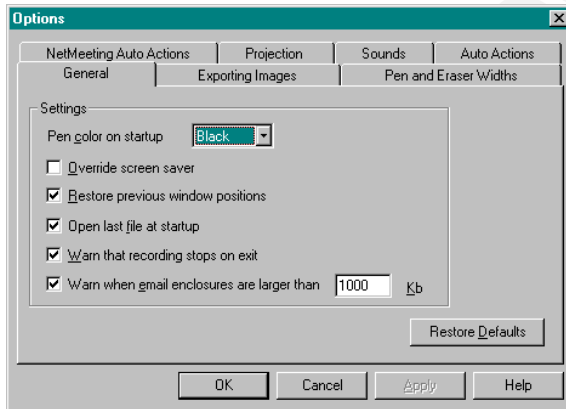 Options
NetMeeting Auto Actions Projection Sounds Auto Actions
General Exporting Images Pen and Eraser Widths
Settings
Pen color on startup Black
Override screen saver
Restore previous window positions
Open last file at startup
Warn that recording stops on exit
Warn when email enclosures are larger than 1000 Kb
Restore Defaults
OK Cancel Apply Help